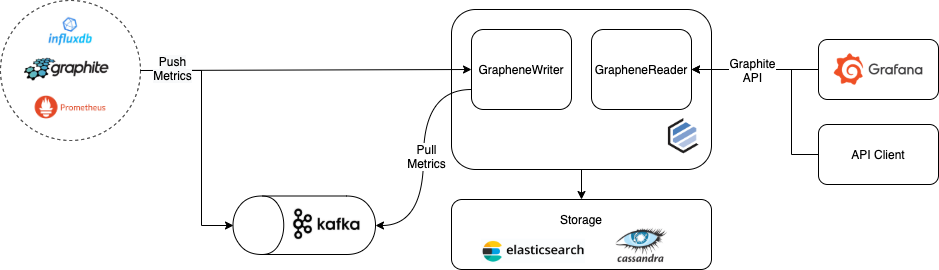 influxdb
graphite
Prometheus
Push
Metrics
GrapheneWriter
GrapheneReader
Graphite
API
Grafana
API Client
Pull
Metrics
kafka
Storage
elasticsearch
cassandra